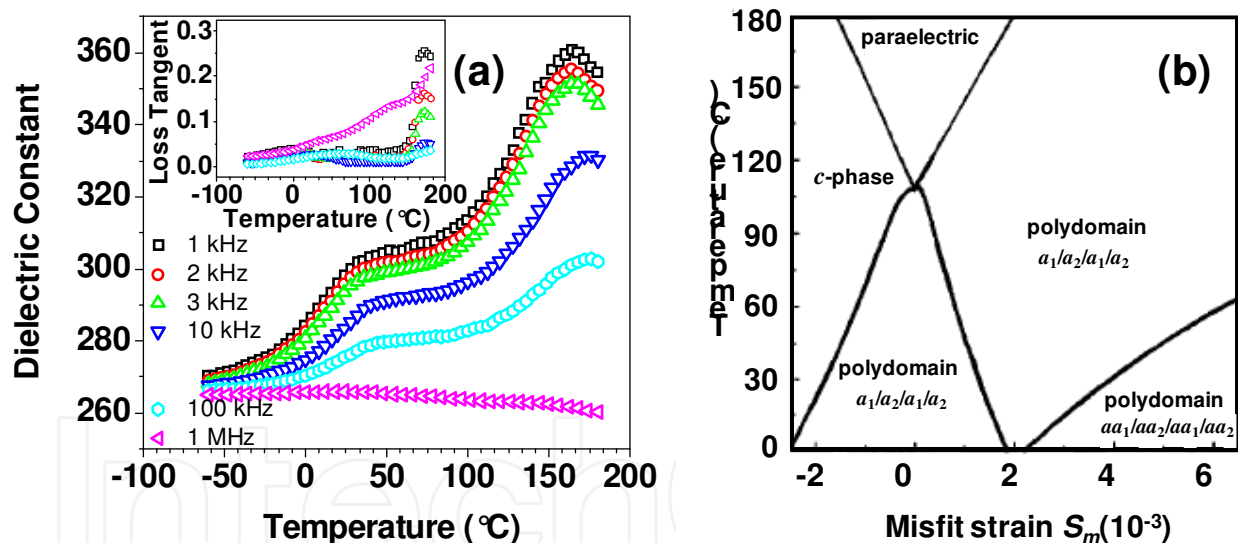 360
340
320
300
280
260
-100
-50
0
50
100
150
200
Dielectric Constant
Temperature (°C)
(a)
0.3
0.2
0.1
0.0
-100
0
100
200
Loss Tangent
Temperature (°C)
1 kHz
2 kHz
3 kHz
10 kHz
100 kHz
1 MHz
(b)
180
150
120
90
60
30
0
-2
0
2
4
6
Temperature (°C)
Misfit strain Sm(10-3)
paraelectric
c-phase
polydomain
a1/a2/a1/a2
polydomain
a1/a2/a1/a2
polydomain
aa1/aa2/aa1/aa2